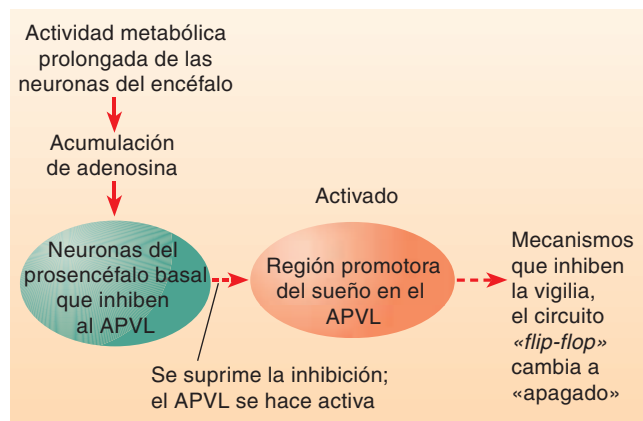 Actividad metabólica
prolongada de las
neuronas del encéfalo
Acumulación
de adenosina
Neuronas del
prosencéfalo basal
que inhiben
al APVL
Se suprime la inhibición;
el APVL se hace activa
Activado
Región promotora
del sueño en el
APVL
Mecanismos
que inhiben
la vigilia,
el circuito
«flip-flop»
cambia a
«apagado»